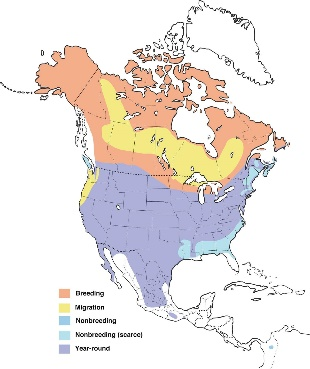 Breeding
Migration
Nonbreeding
Nonbreeding (scarce)
Year-round